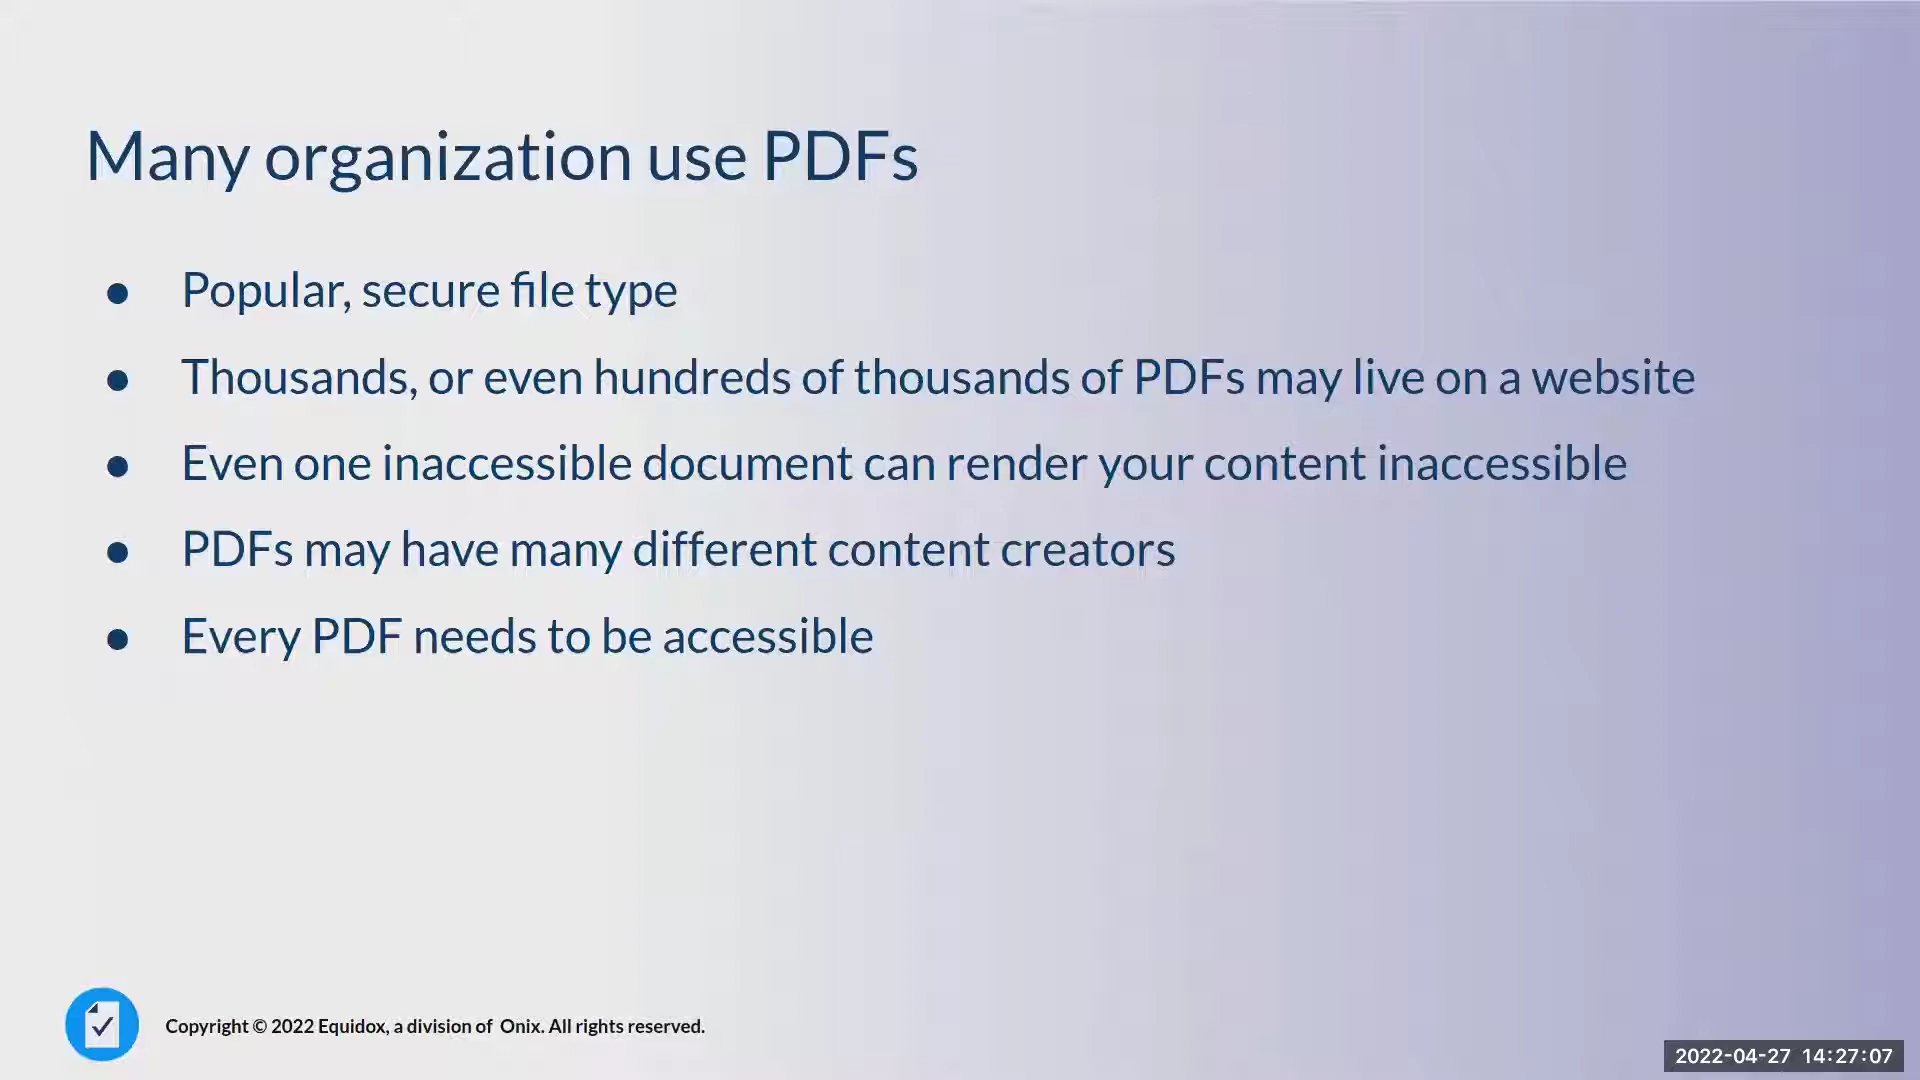 Many organization use PDFs
● Popular, secure file type
● Thousands, or even hundreds of thousands of PDFs may live on a website
● Even one inaccessible document can render your content inaccessible
● PDFs may have many different content creators
● Every PDF needs to be accessible
Copyright © 2022 Equidox, a division of Onix. All rights reserved.
2022-04-27 14:27:07